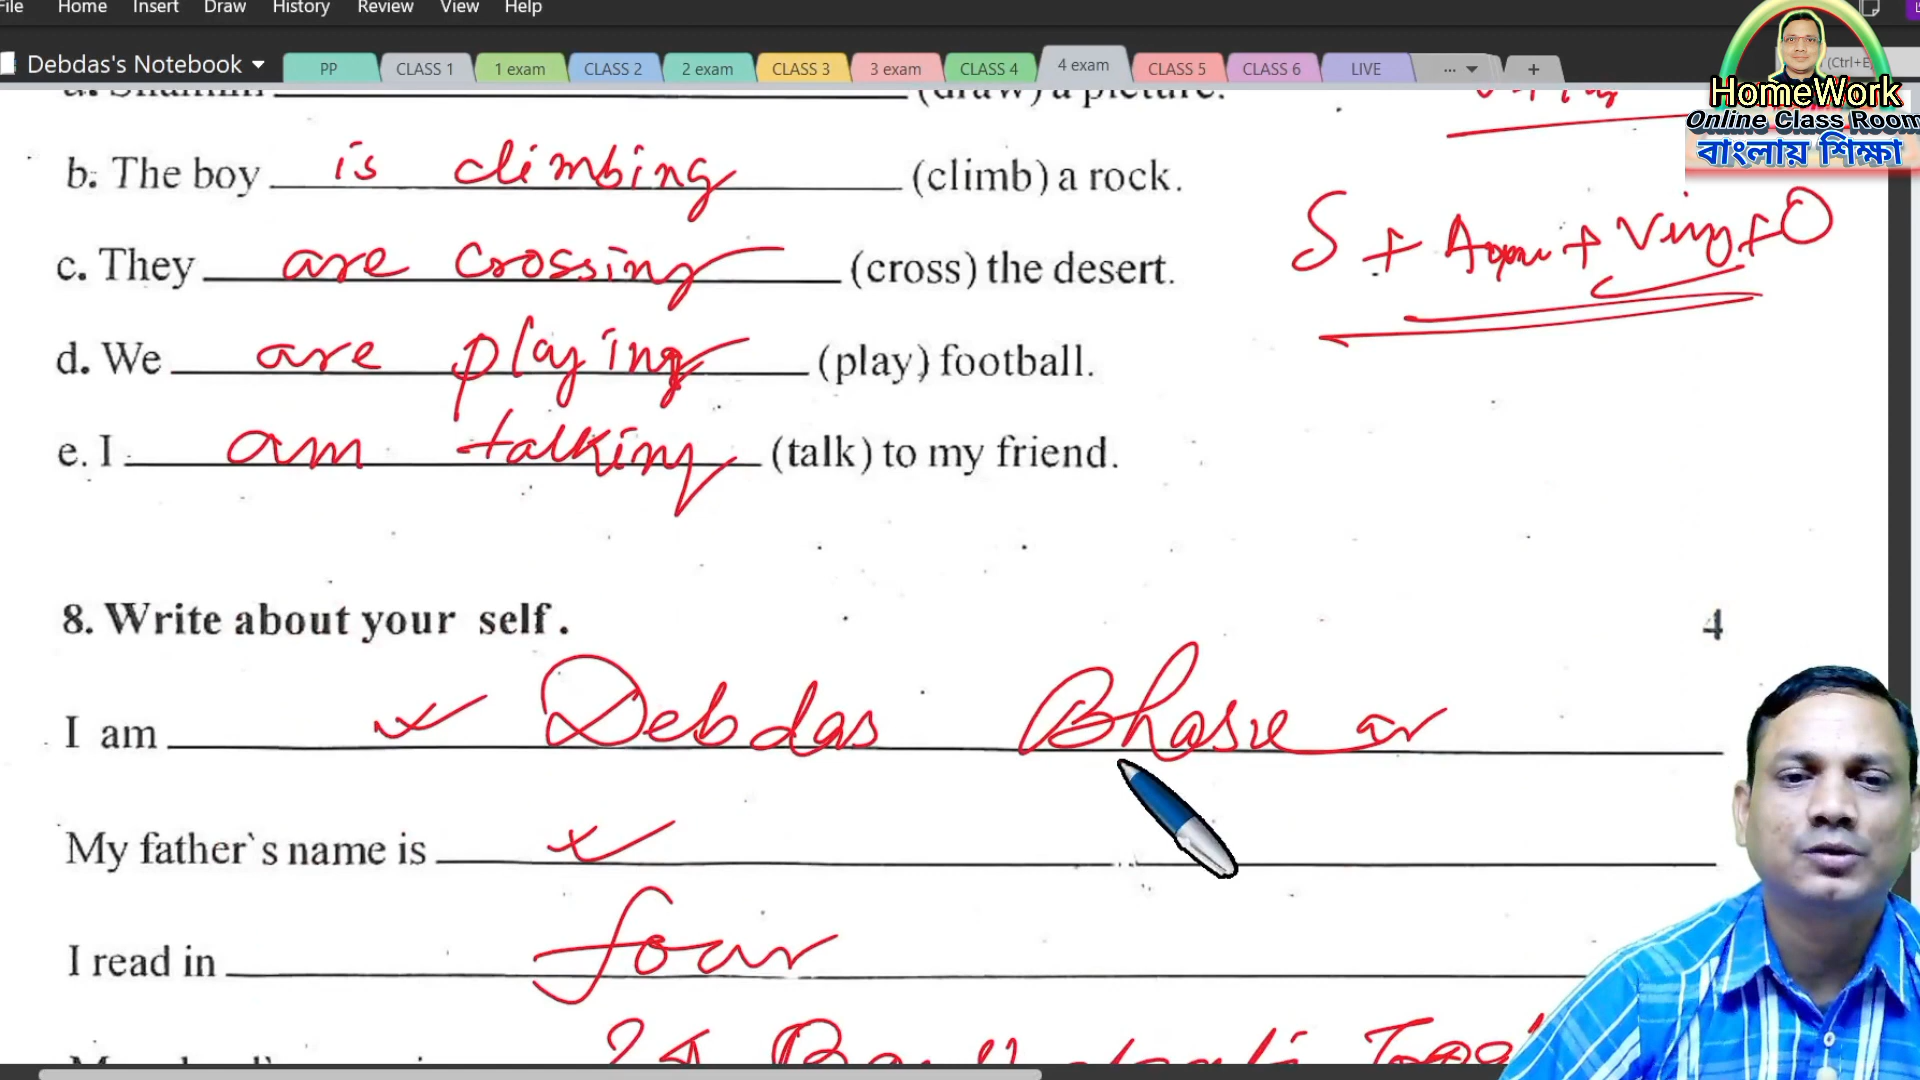 File Home Insert Draw History Review View Help
Debdas's Notebook PP CLASS 1 1 exam CLASS 2 2 exam CLASS 3 3 exam CLASS 4 4 exam CLASS 5 CLASS 6 LIVE ... + (Ctrl+E)
HomeWork
Online Class Room
বাংলায় শিক্ষা
(draw) a picture.
b. The boy is climbing (climb) a rock.
S + + Ving + O
c. They are crossing (cross) the desert.
d. We are playing (play) football.
e. I am talking (talk) to my friend.
8. Write about your self. 4
I am Debdas
My father`s name is
I read in four